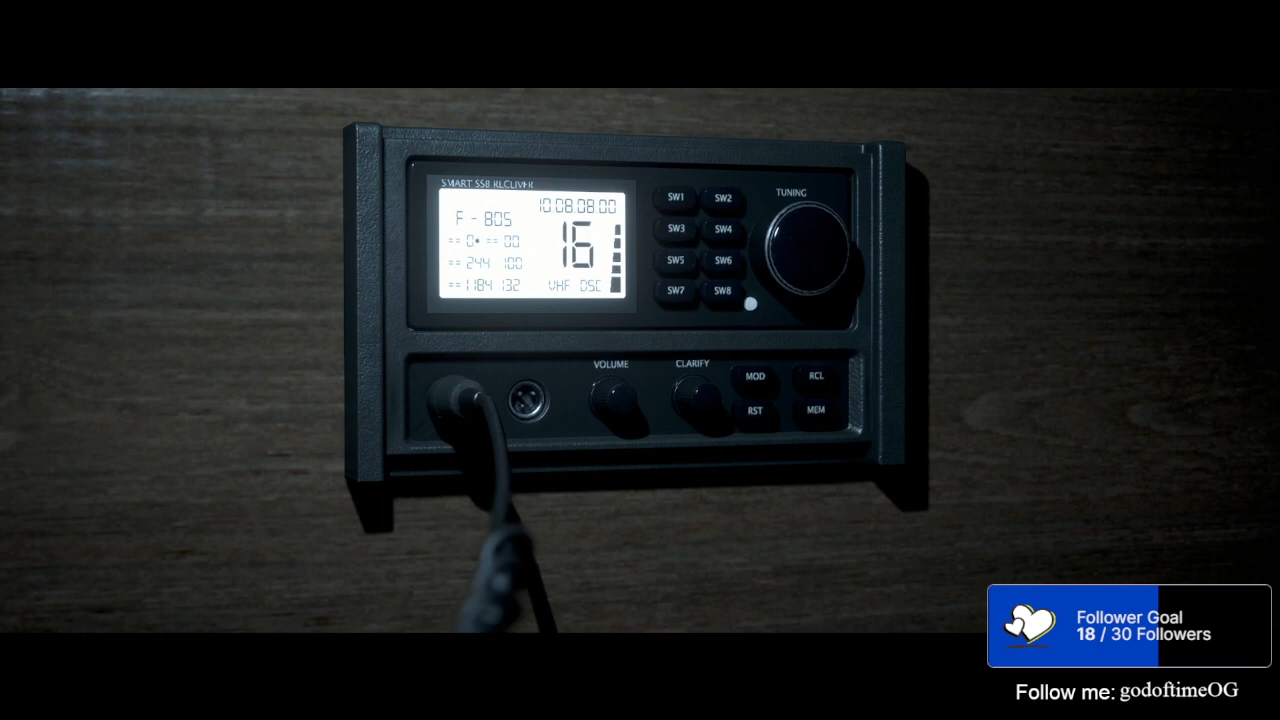 SMART SSB RECLIVER
10:08:08:00
F - 805
16
== 0• == 00
== 244 100
==1184 132
VHF DSC
SW1 SW2
SW3 SW4
SW5 SW6
SW7 SW8
TUNING
VOLUME
CLARIFY
MOD RCL
RST MEM
Follower Goal
18 / 30 Followers
Follow me: godoftimeOG